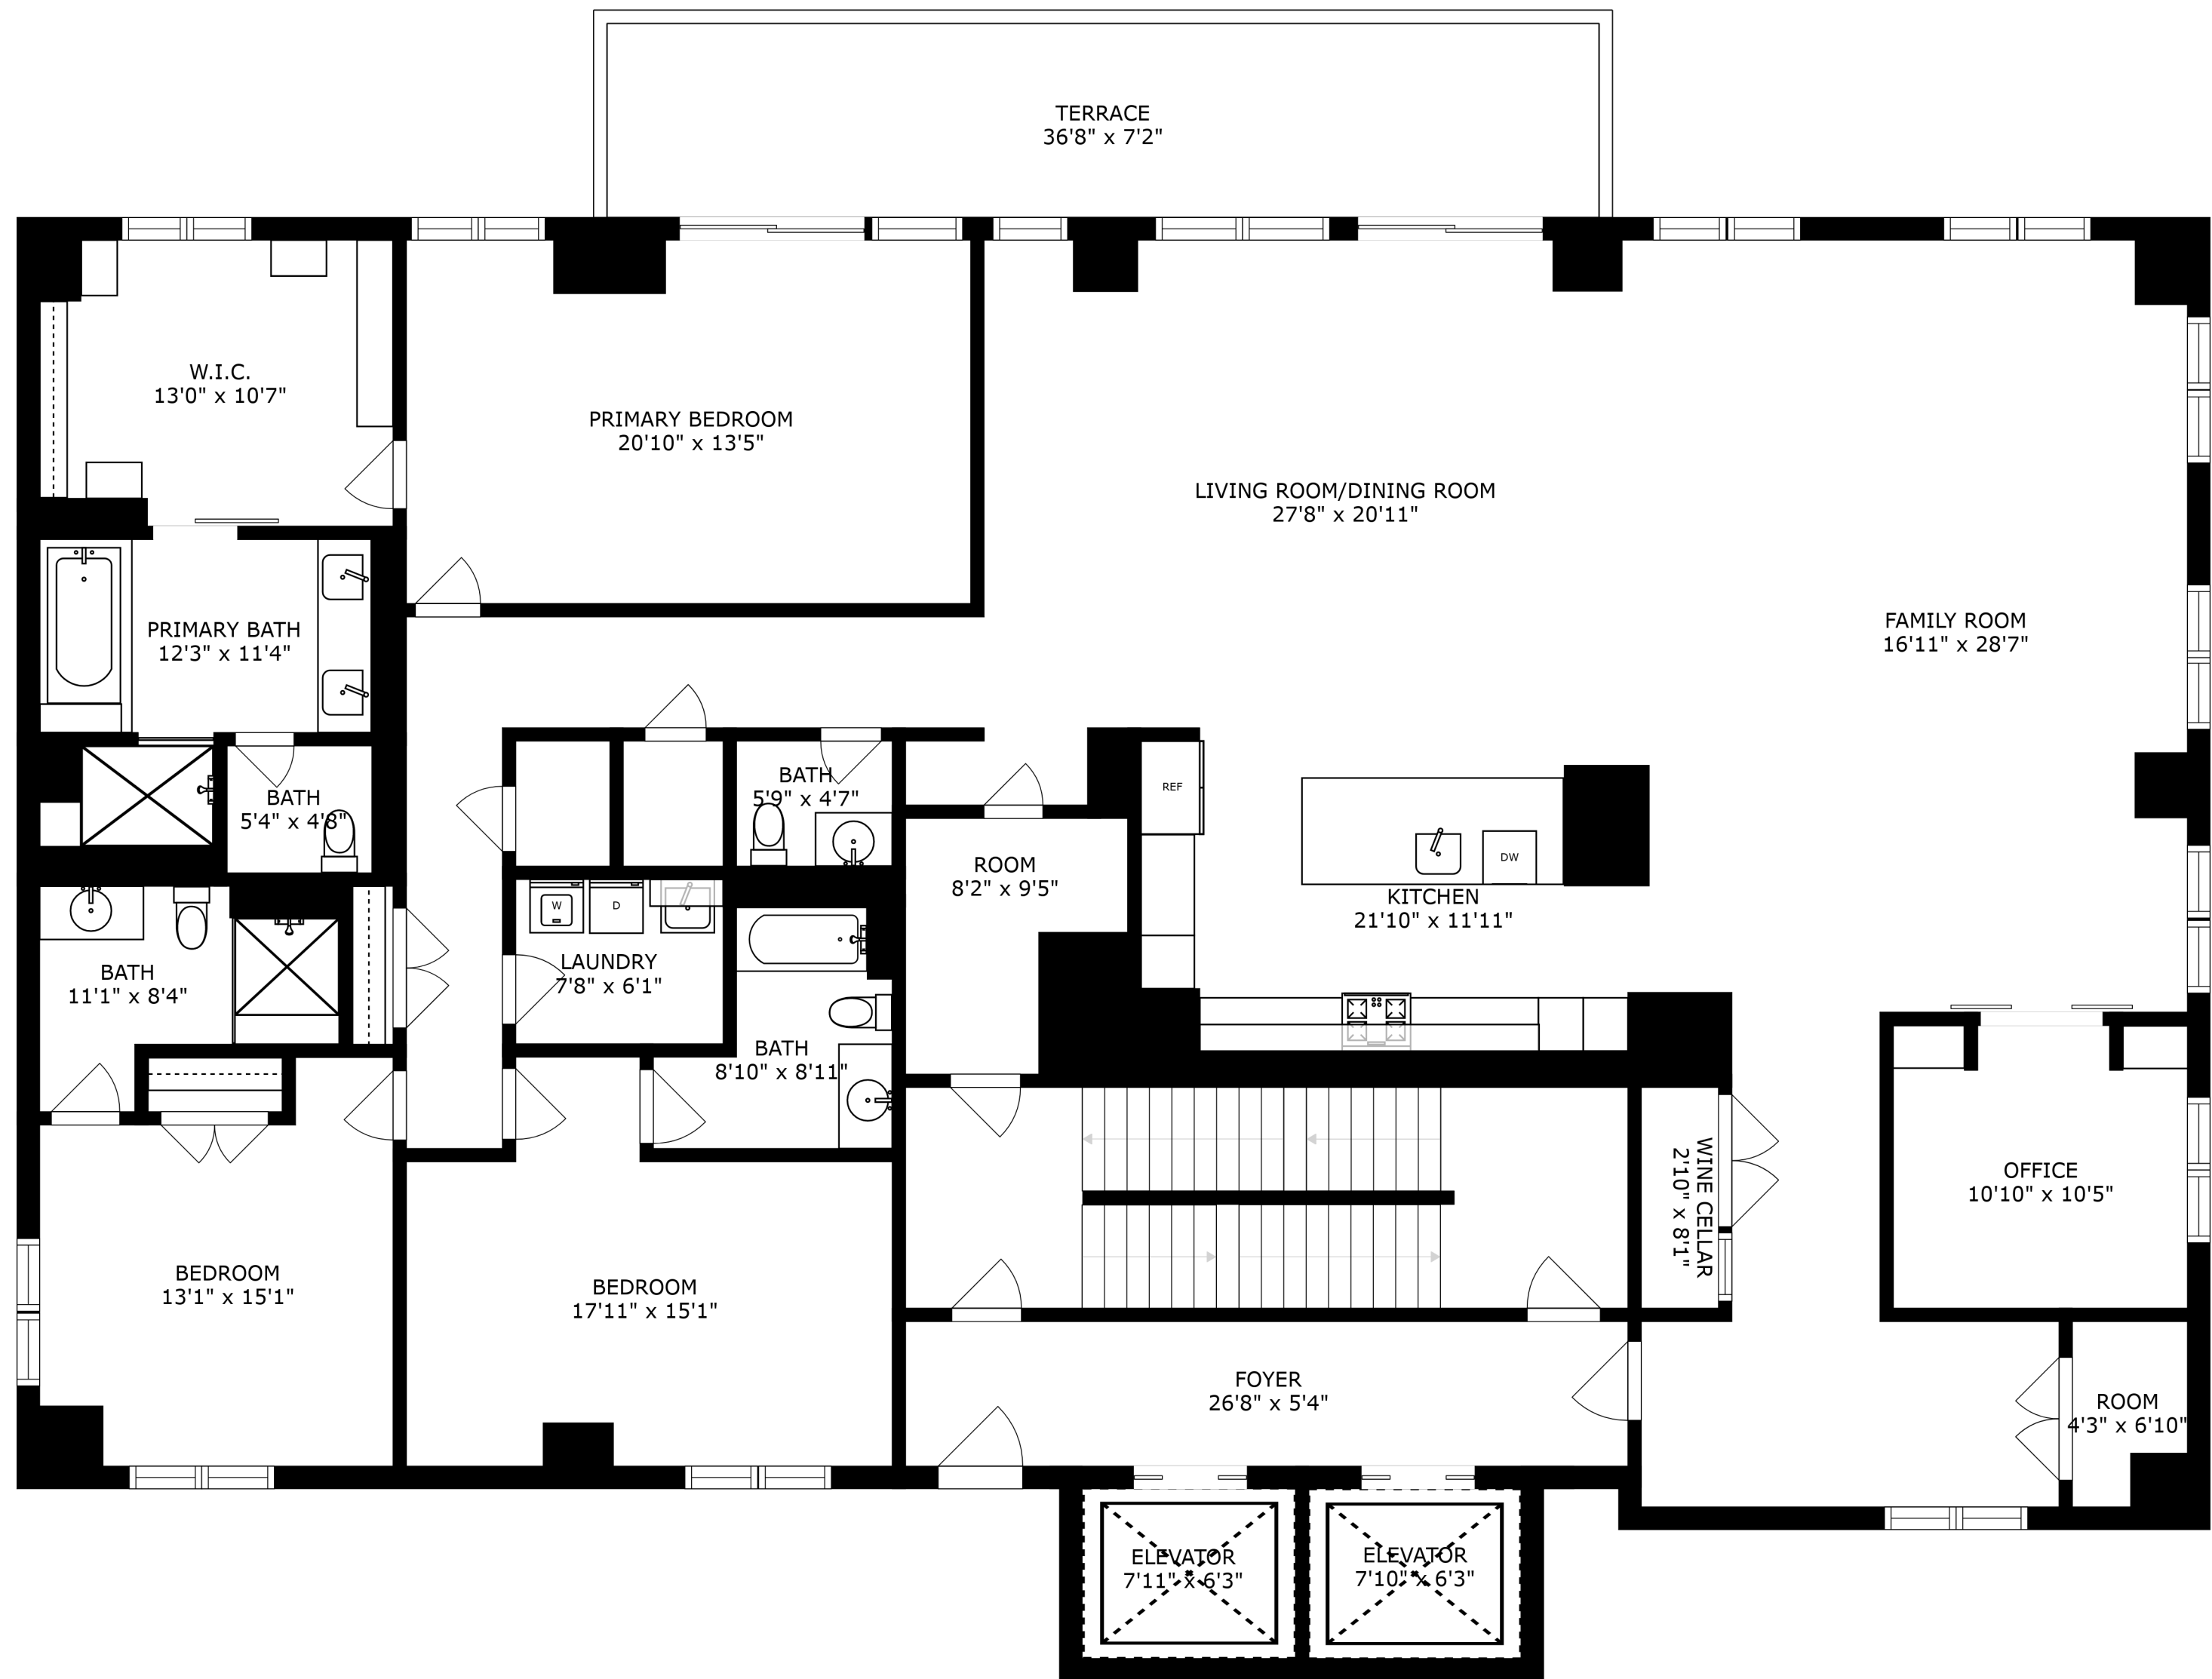 TERRACE
36'8" x 7'2"
W.I.C.
13'0" x 10'7"
PRIMARY BEDROOM
20'10" x 13'5"
LIVING ROOM/DINING ROOM
27'8" x 20'11"
FAMILY ROOM
16'11" x 28'7"
PRIMARY BATH
12'3" x 11'4"
BATH
5'4" x 4'8"
BATH
5'9" x 4'7"
REF
ROOM
8'2" x 9'5"
DW
KITCHEN
21'10" x 11'11"
W
D
LAUNDRY
7'8" x 6'1"
BATH
11'1" x 8'4"
BATH
8'10" x 8'11"
WINE CELLAR
2'10" x 8'1"
OFFICE
10'10" x 10'5"
BEDROOM
13'1" x 15'1"
BEDROOM
17'11" x 15'1"
FOYER
26'8" x 5'4"
ROOM
4'3" x 6'10"
ELEVATOR
7'11" x 6'3"
ELEVATOR
7'10" x 6'3"